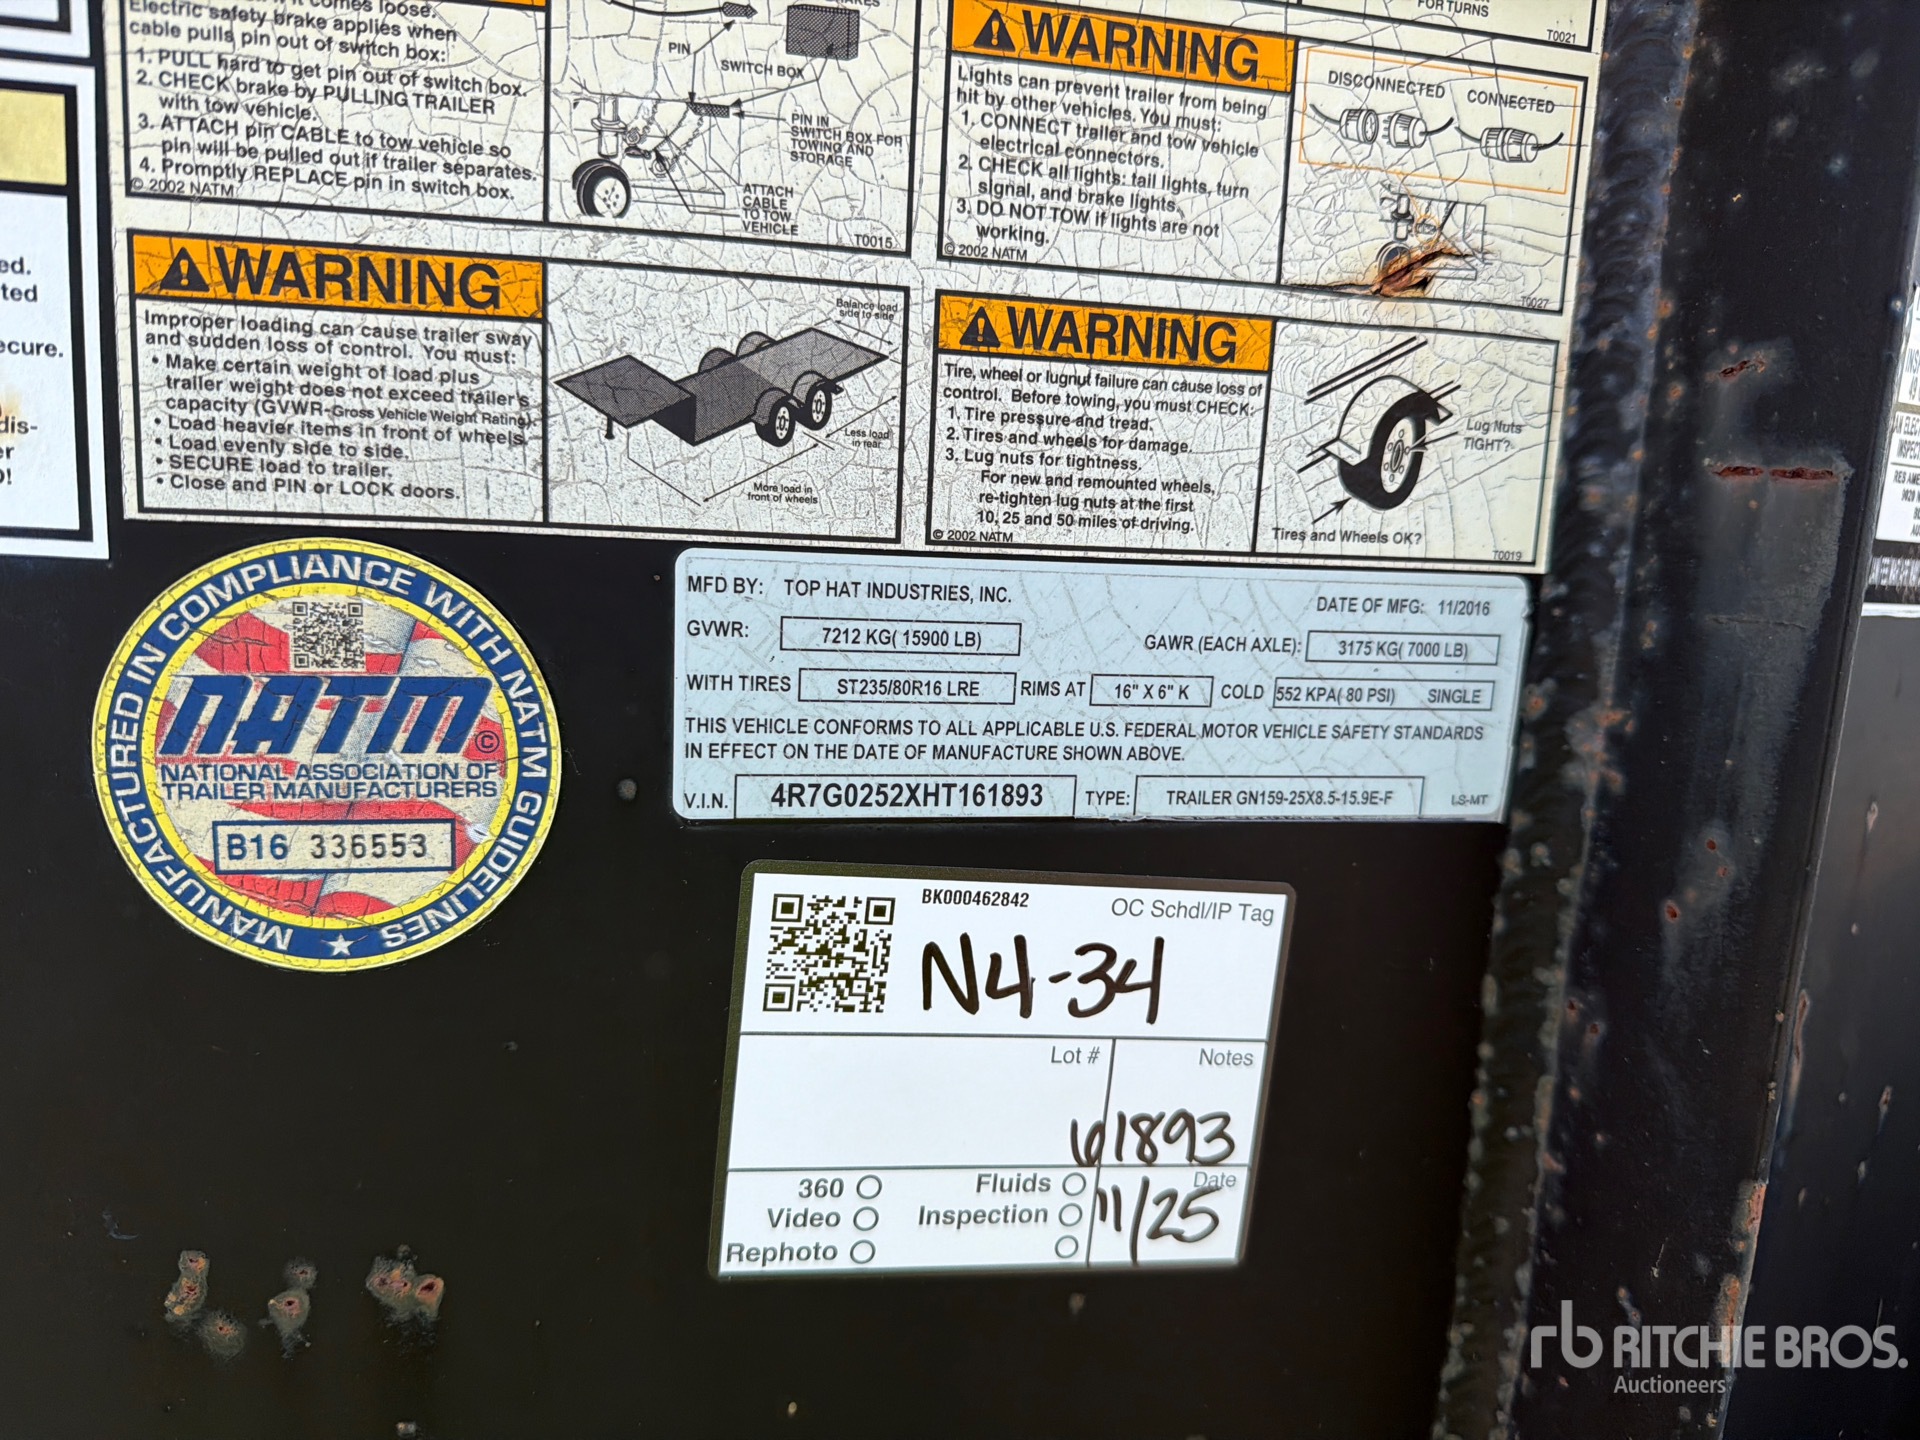 comes loose.
Electric safety brake applies when
cable pulls pin out of switch box:
1. PULL hard to get pin out of switch box.
2. CHECK brake by PULLING TRAILER
with tow vehicle.
3. ATTACH pin CABLE to tow vehicle so
pin will be pulled out if trailer separates.
4. Promptly REPLACE pin in switch box.
© 2002 NATM
PIN
SWITCH BOX
PIN IN
SWITCH BOX FOR
TOWING AND
STORAGE
ATTACH
CABLE
TO TOW
VEHICLE
T0015
FOR TURNS
T0021
WARNING
Lights can prevent trailer from being
hit by other vehicles. You must:
1. CONNECT trailer and tow vehicle
electrical connectors.
2. CHECK all lights: tail lights, turn
signal, and brake lights.
3. DO NOT TOW if lights are not
working.
© 2002 NATM
DISCONNECTED CONNECTED
T0027
WARNING
Improper loading can cause trailer sway
and sudden loss of control. You must:
• Make certain weight of load plus
trailer weight does not exceed trailer's
capacity (GVWR-Gross Vehicle Weight Rating).
• Load heavier items in front of wheels.
• Load evenly side to side.
• SECURE load to trailer.
• Close and PIN or LOCK doors.
Balance load
side to side
Less load
in rear
More load in
front of wheels
WARNING
Tire, wheel or lugnut failure can cause loss of
control. Before towing, you must CHECK:
1. Tire pressure and tread.
2. Tires and wheels for damage.
3. Lug nuts for tightness.
For new and remounted wheels,
re-tighten lug nuts at the first
10, 25 and 50 miles of driving.
© 2002 NATM
Lug Nuts
TIGHT?
Tires and Wheels OK?
T0019
MANUFACTURED IN COMPLIANCE WITH NATM GUIDELINES
NATM©
NATIONAL ASSOCIATION OF
TRAILER MANUFACTURERS
B16 336553
MFD BY: TOP HAT INDUSTRIES, INC. DATE OF MFG: 11/2016
GVWR: 7212 KG( 15900 LB) GAWR (EACH AXLE): 3175 KG( 7000 LB)
WITH TIRES ST235/80R16 LRE RIMS AT 16" X 6" K COLD 552 KPA( 80 PSI) SINGLE
THIS VEHICLE CONFORMS TO ALL APPLICABLE U.S. FEDERAL MOTOR VEHICLE SAFETY STANDARDS
IN EFFECT ON THE DATE OF MANUFACTURE SHOWN ABOVE.
V.I.N. 4R7G0252XHT161893 TYPE: TRAILER GN159-25X8.5-15.9E-F LS-MT
BK000462842 OC Schdl/IP Tag
N4-34
Lot # Notes
61893
360 Fluids Date
Video Inspection 11/25
Rephoto
rb RITCHIE BROS.
Auctioneers